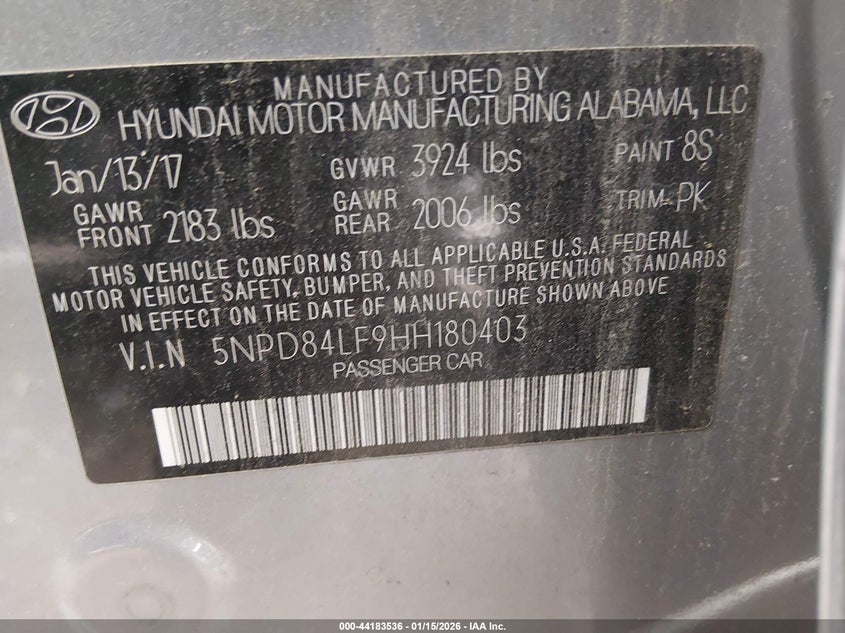 MANUFACTURED BY
HYUNDAI MOTOR MANUFACTURING ALABAMA, LLC
Jan/13/17 GVWR 3924 lbs PAINT 8S
GAWR FRONT 2183 lbs GAWR REAR 2006 lbs TRIM PK
THIS VEHICLE CONFORMS TO ALL APPLICABLE U.S.A. FEDERAL
MOTOR VEHICLE SAFETY, BUMPER, AND THEFT PREVENTION STANDARDS
IN EFFECT ON THE DATE OF MANUFACTURE SHOWN ABOVE
V.I.N 5NPD84LF9HH180403
PASSENGER CAR
000-44183536 - 01/15/2026 - IAA Inc.